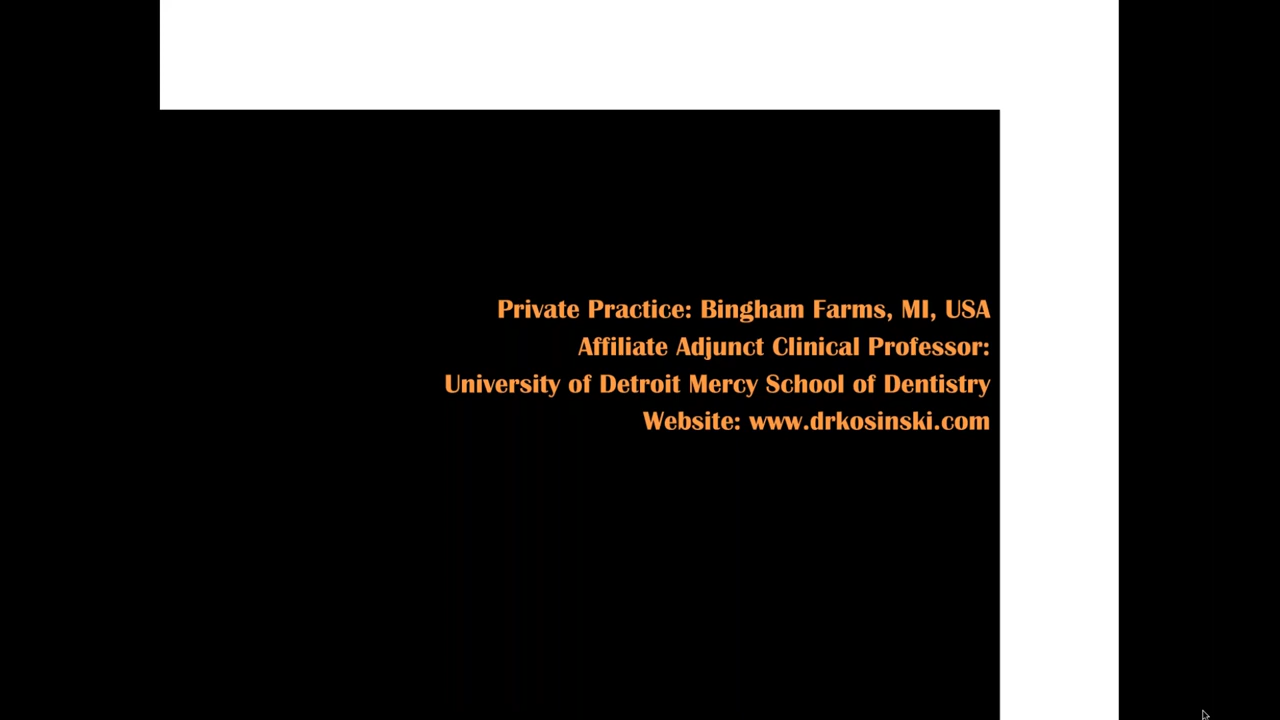 Private Practice: Bingham Farms, MI, USA
Affiliate Adjunct Clinical Professor:
University of Detroit Mercy School of Dentistry
Website: www.drkosinski.com